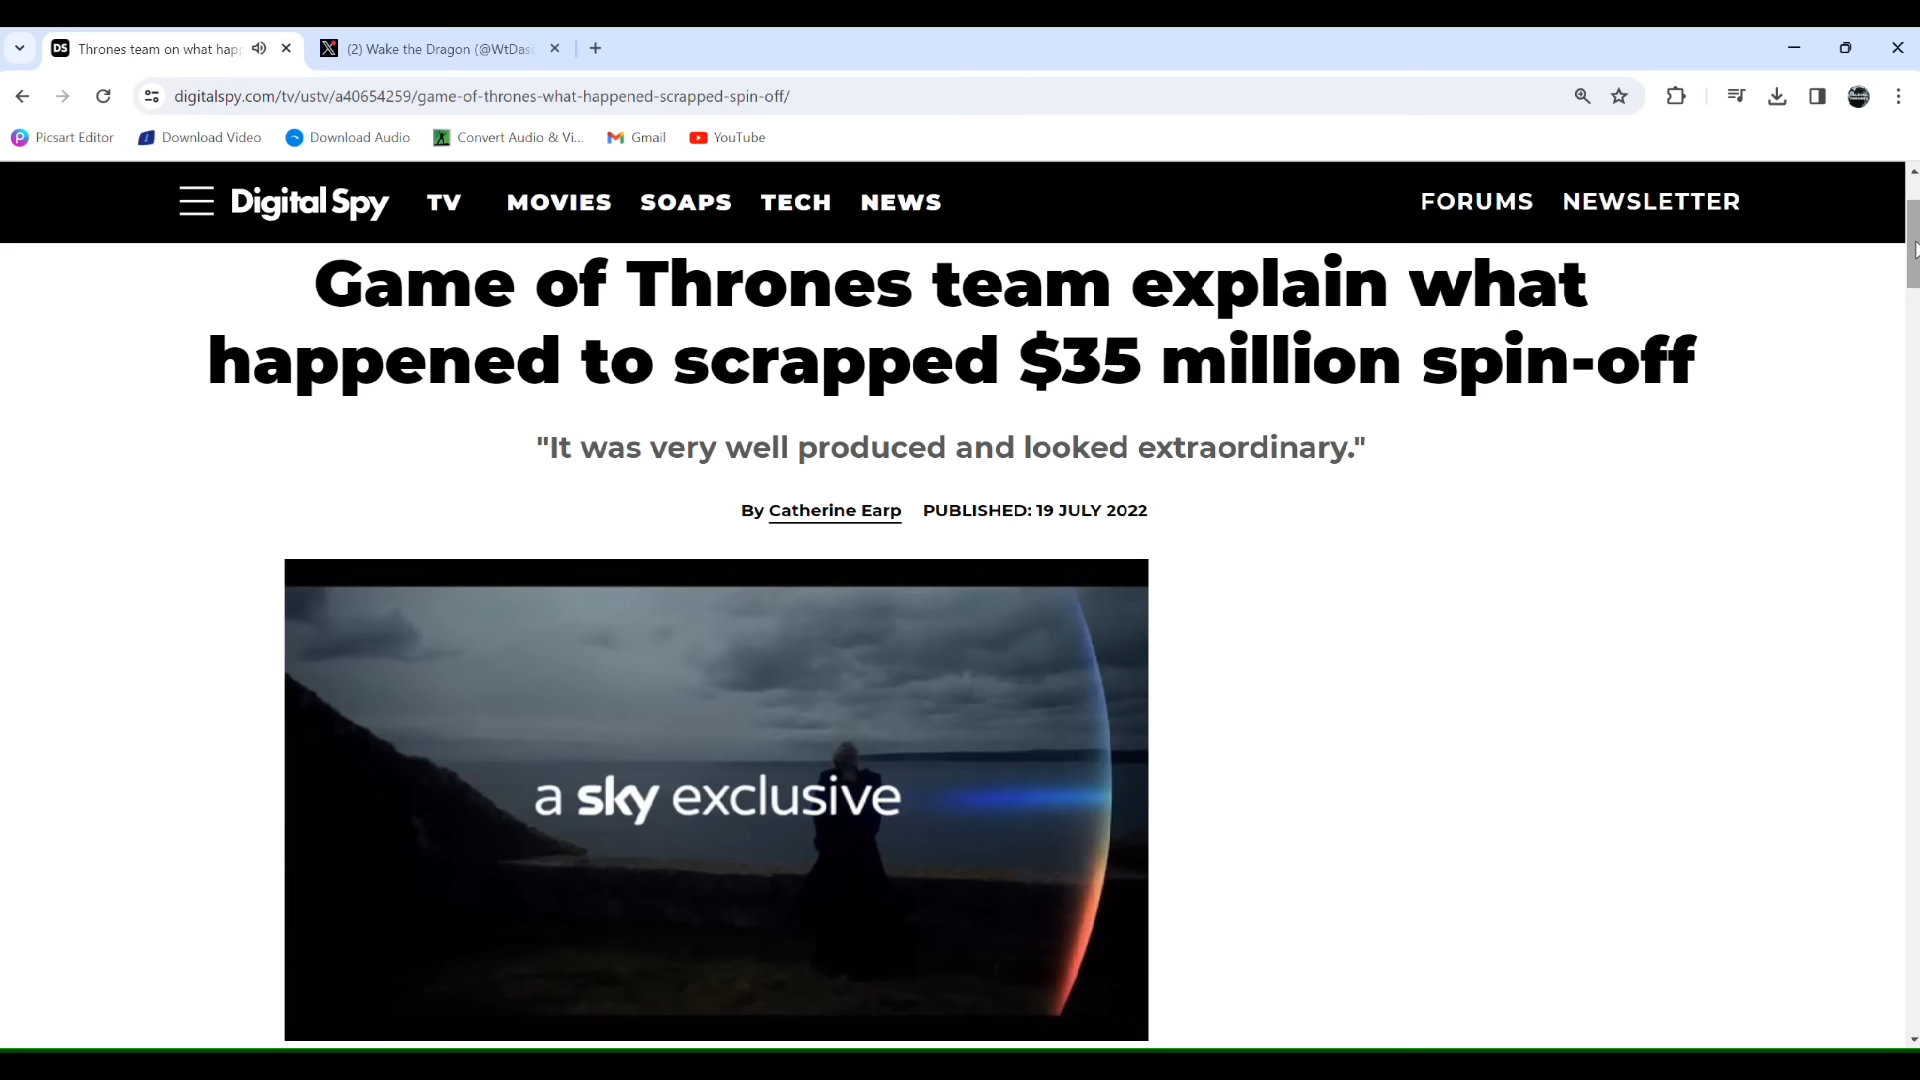 DS Thrones team on what hap
(2) Wake the Dragon (@WtDas
digitalspy.com/tv/ustv/a40654259/game-of-thrones-what-happened-scrapped-spin-off/
Picsart Editor Download Video Download Audio Convert Audio & Vi... Gmail YouTube
Digital Spy TV MOVIES SOAPS TECH NEWS FORUMS NEWSLETTER
Game of Thrones team explain what
happened to scrapped $35 million spin-off
"It was very well produced and looked extraordinary."
By Catherine Earp PUBLISHED: 19 JULY 2022
a sky exclusive